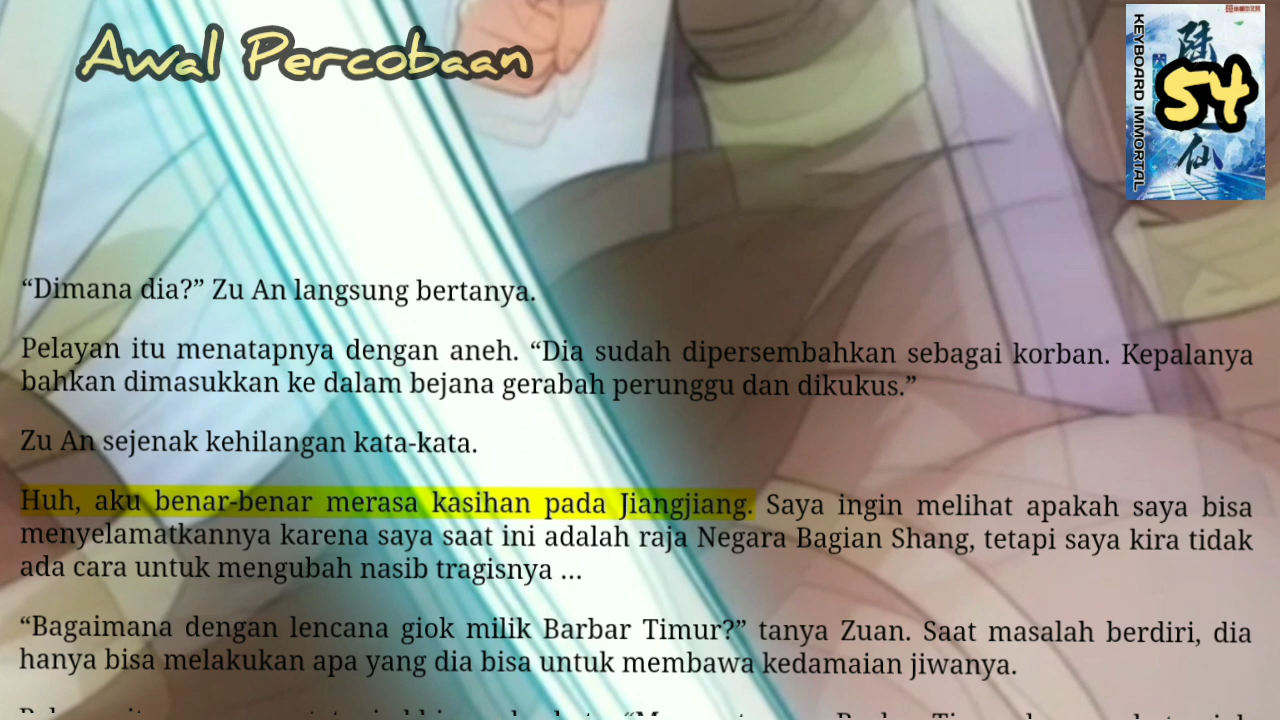 Awal Percobaan
KEYBOARD IMMORTAL
54
仙
“Dimana dia?” Zu An langsung bertanya.
Pelayan itu menatapnya dengan aneh. “Dia sudah dipersembahkan sebagai korban. Kepalanya
bahkan dimasukkan ke dalam bejana gerabah perunggu dan dikukus.”
Zu An sejenak kehilangan kata-kata.
Huh, aku benar-benar merasa kasihan pada Jiangjiang. Saya ingin melihat apakah saya bisa
menyelamatkannya karena saya saat ini adalah raja Negara Bagian Shang, tetapi saya kira tidak
ada cara untuk mengubah nasib tragisnya ...
“Bagaimana dengan lencana giok milik Barbar Timur?” tanya Zuan. Saat masalah berdiri, dia
hanya bisa melakukan apa yang dia bisa untuk membawa kedamaian jiwanya.